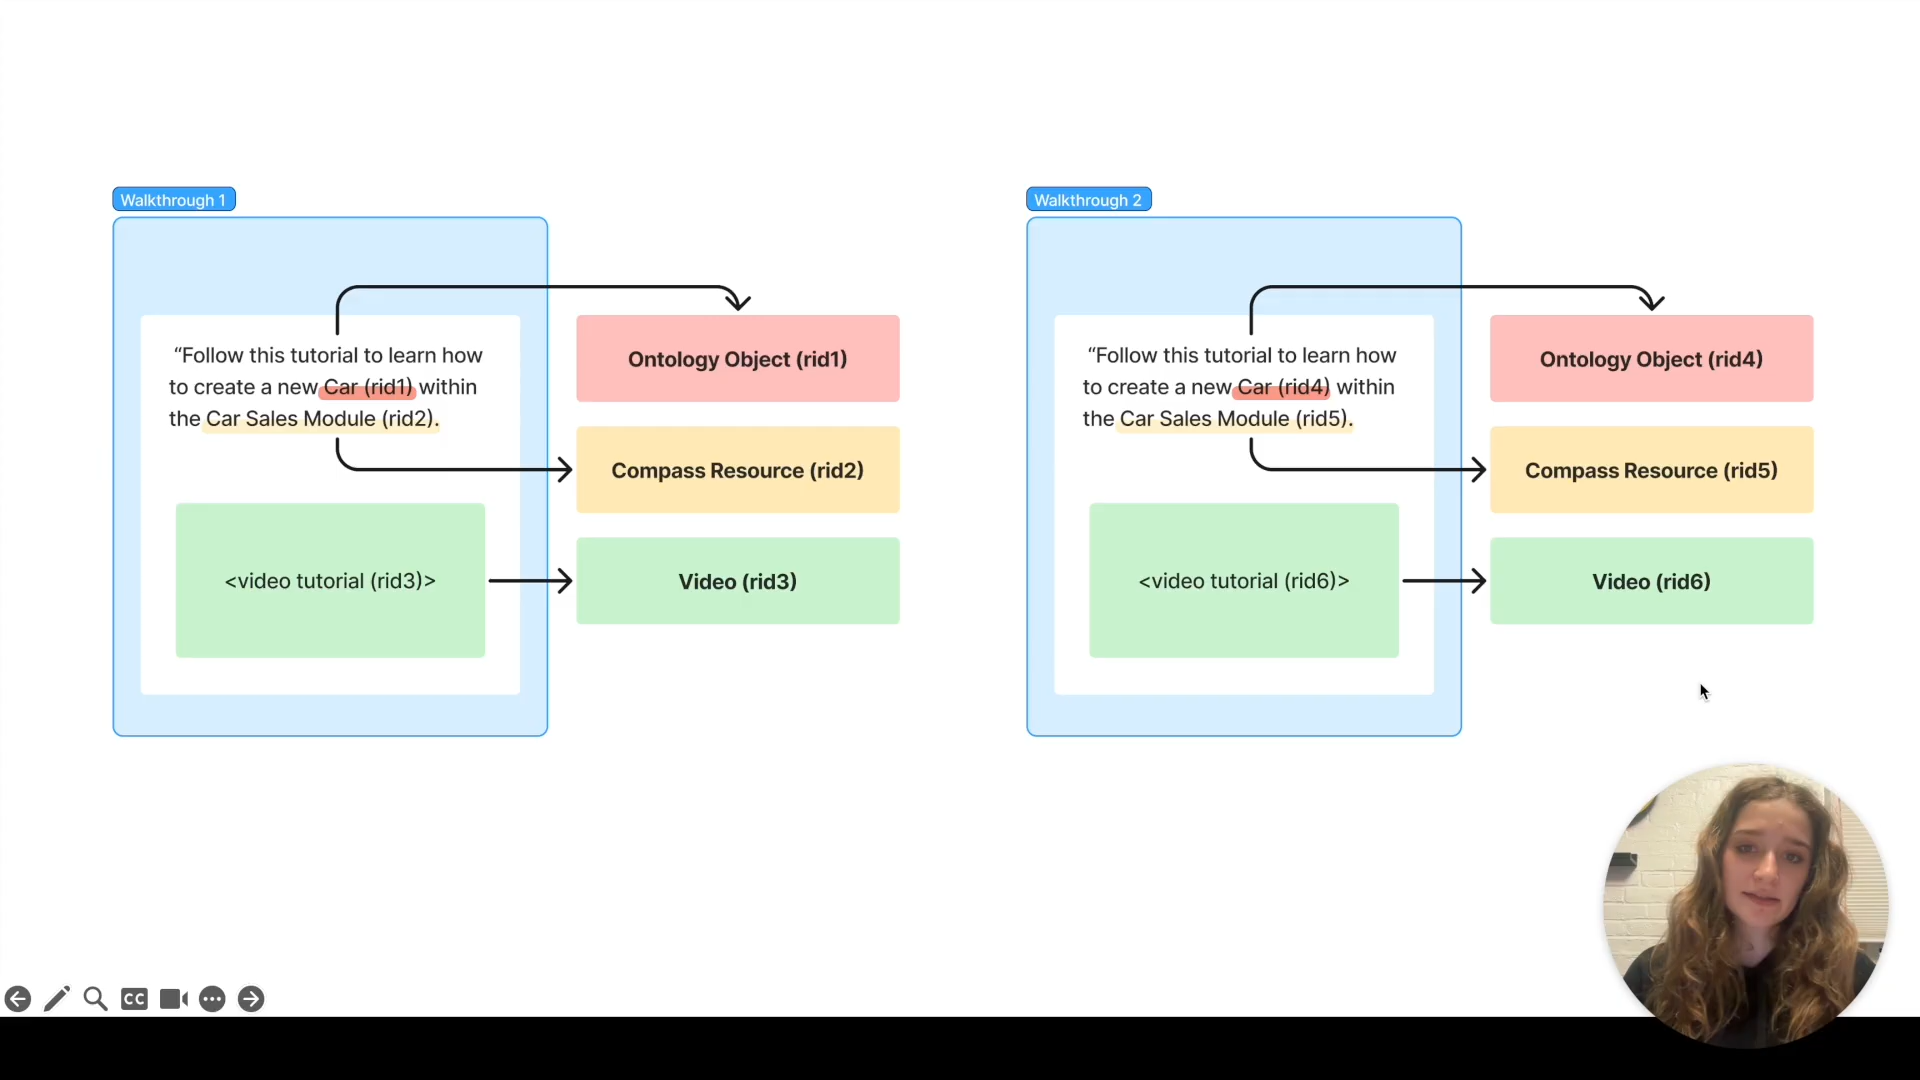 Walkthrough 1
“Follow this tutorial to learn how
to create a new Car (rid1) within
the Car Sales Module (rid2).
<video tutorial (rid3)>
Ontology Object (rid1)
Compass Resource (rid2)
Video (rid3)
Walkthrough 2
“Follow this tutorial to learn how
to create a new Car (rid4) within
the Car Sales Module (rid5).
<video tutorial (rid6)>
Ontology Object (rid4)
Compass Resource (rid5)
Video (rid6)
CC